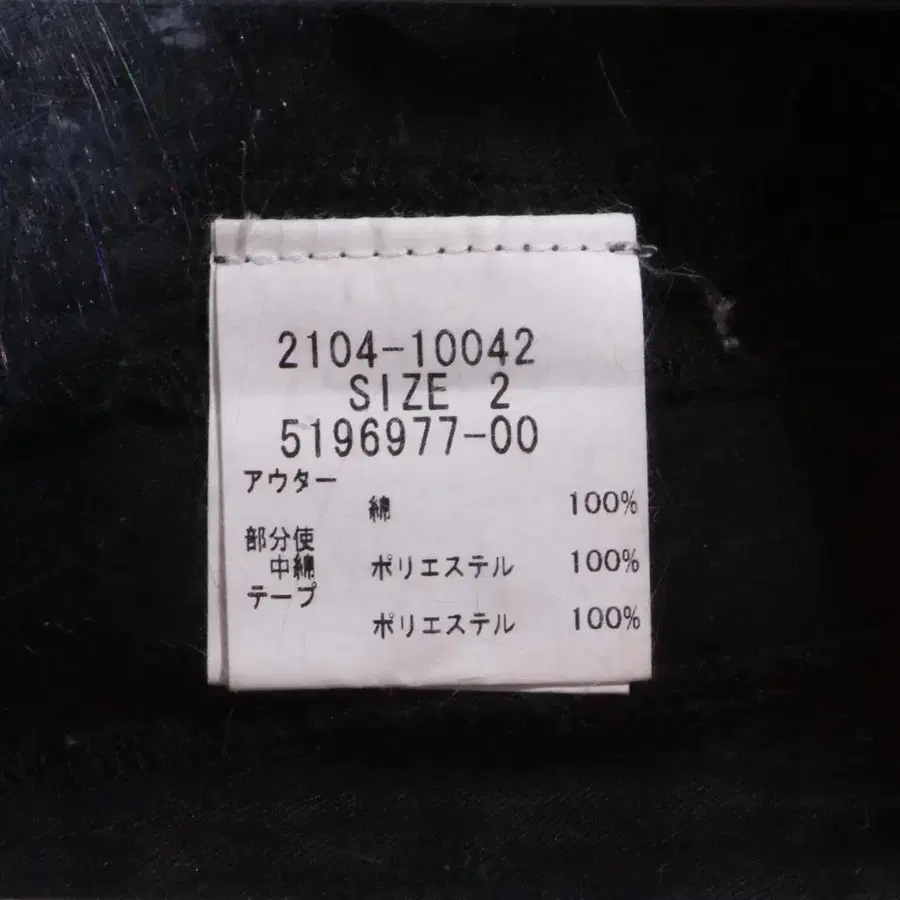 2104-10042
SIZE 2
5196977-00
アウター
綿 100%
部分使
中綿 ポリエステル 100%
テープ
ポリエステル 100%